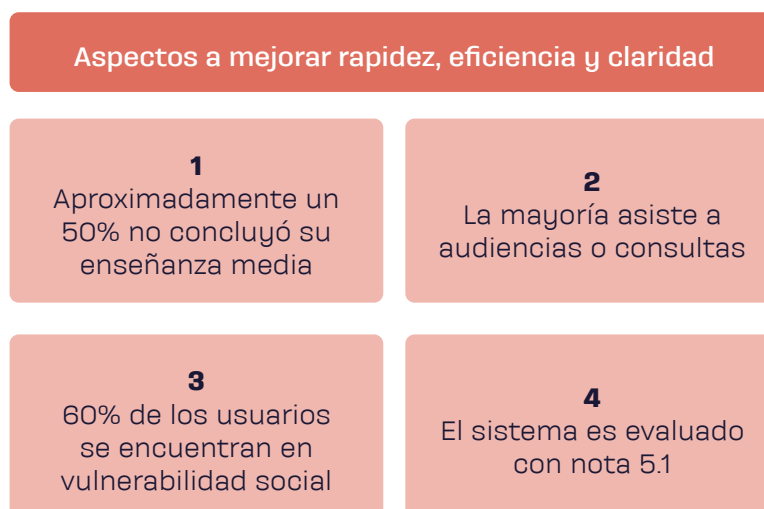 Aspectos a mejorar rapidez, eficiencia y claridad
1
Aproximadamente un
50% no concluyó su
enseñanza media
2
La mayoría asiste a
audiencias o consultas
3
60% de los usuarios
se encuentran en
vulnerabilidad social
4
El sistema es evaluado
con nota 5.1